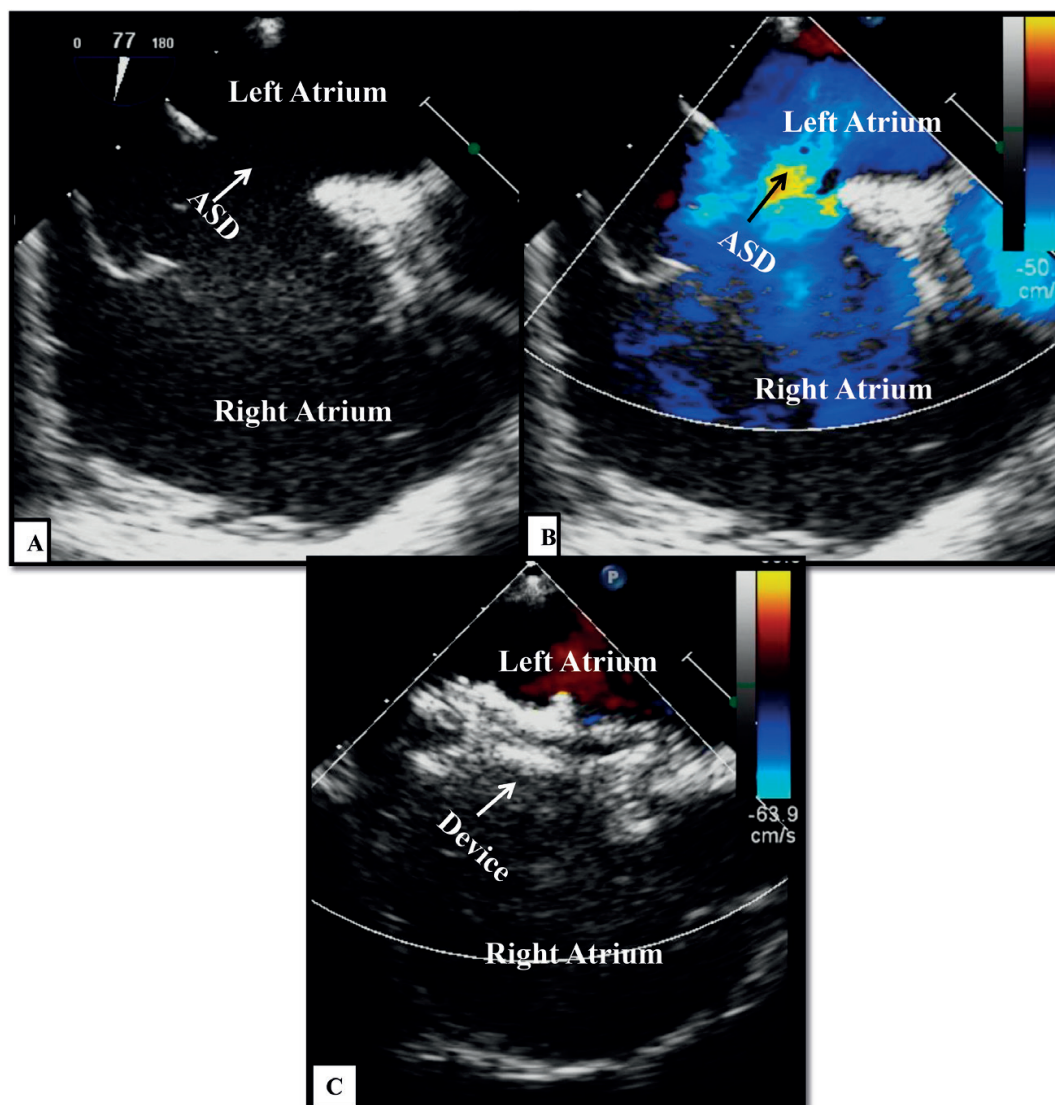 0 77 180
Left Atrium
ASD
Right Atrium
A
Left Atrium
ASD
-50.
cm/
Right Atrium
B
P
Left Atrium
Device
-63.9
cm/s
Right Atrium
C